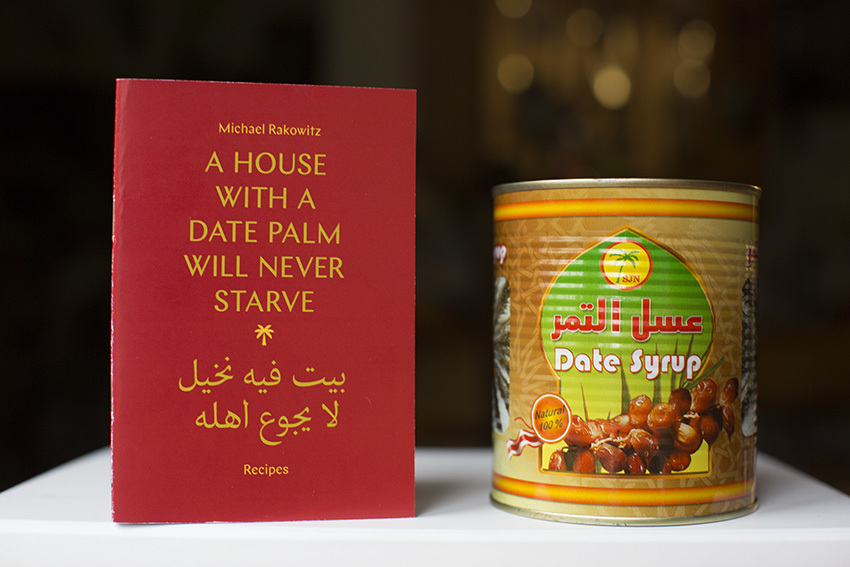 Michael Rakowitz
A HOUSE
WITH A
DATE PALM
WILL NEVER
STARVE
بيت فيه نخيل
لا يجوع اهله
Recipes
SJN
عسل التمر
Date Syrup
Natural
100 %